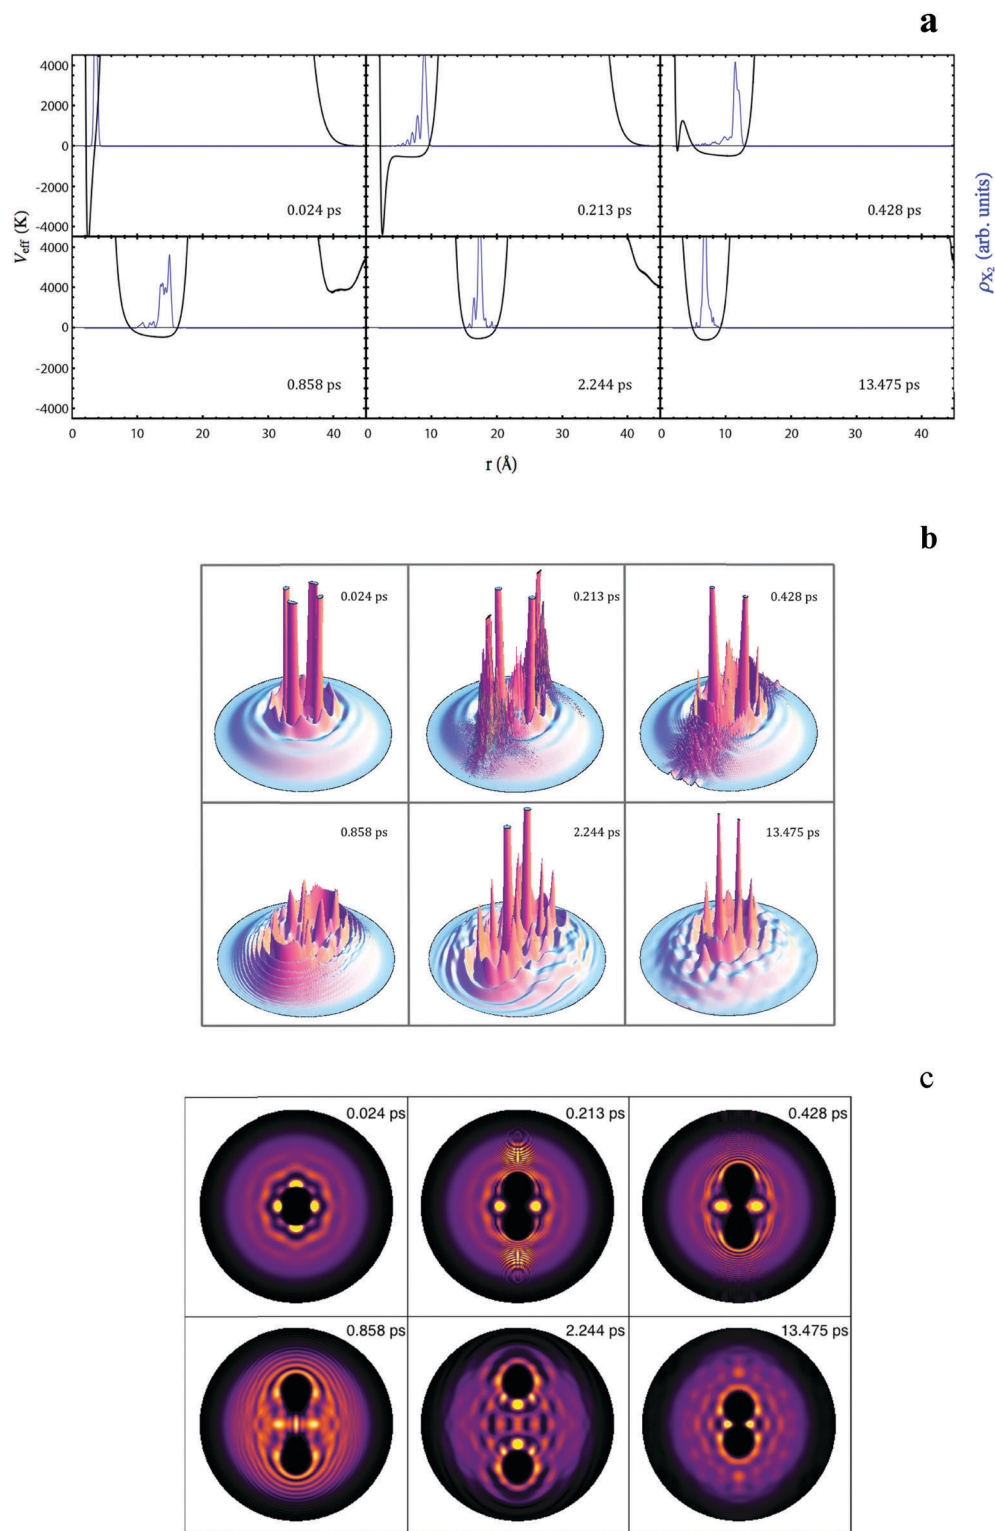 a
4000
2000
0
-2000
-4000
0.024 ps
0.213 ps
0.428 ps
V_eff (K)
ρ_X₂ (arb. units)
4000
4000
0
-2000
-4000
0.858 ps
2.244 ps
13.475 ps
0 10 20 30 40 0 10 20 30 40 0 10 20 30 40
r (Å)
b
0.024 ps
0.213 ps
0.428 ps
0.858 ps
2.244 ps
13.475 ps
c
0.024 ps
0.213 ps
0.428 ps
0.858 ps
2.244 ps
13.475 ps